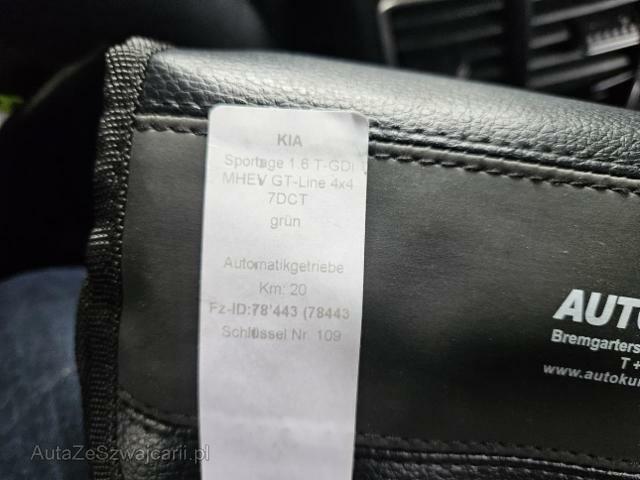 KIA
Sportage 1.6 T-GDi
MHEV GT-Line 4x4
7DCT
grün
Automatikgetriebe
Km: 20
Fz-ID:78'443 (78443
Schlüssel Nr. 109
AUTO
Bremgarters
T +
www.autokun
AutaZeSzwajcarii.pl